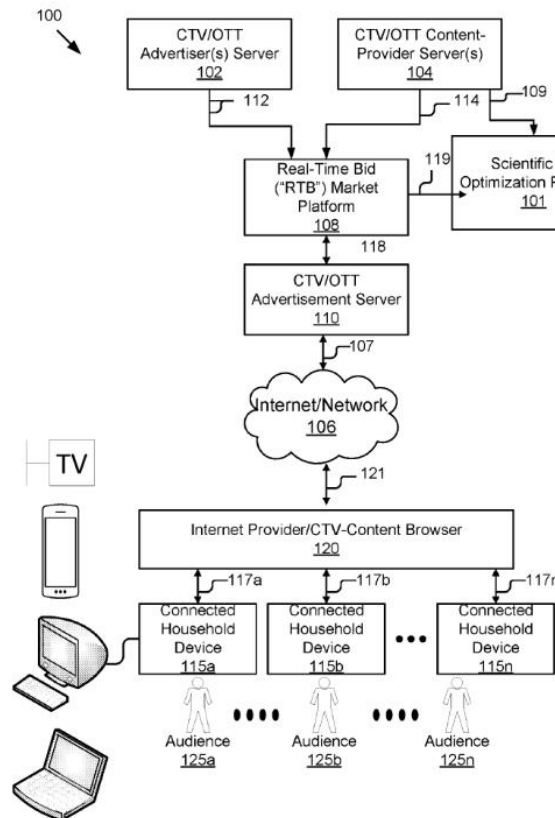 100
CTV/OTT
Advertiser(s) Server
102
CTV/OTT Content-
Provider Server(s)
104
109
112
114
Real-Time Bid
("RTB") Market
Platform
108
119
Scientific
Optimization
101
118
CTV/OTT
Advertisement Server
110
107
Internet/Network
106
TV
121
Internet Provider/CTV-Content Browser
120
117a
117b
117n
Connected
Household
Device
115a
Connected
Household
Device
115b
Connected
Household
Device
115n
Audience
125a
Audience
125b
Audience
125n